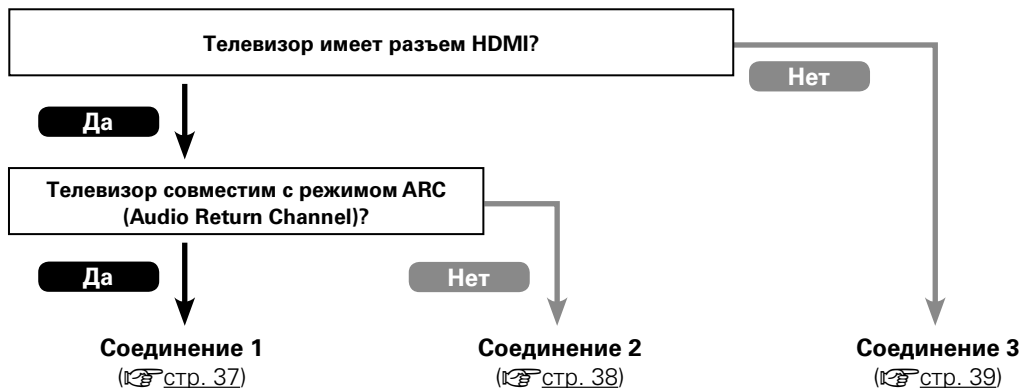 Телевизор имеет разъем HDMI?
Нет
Да
Телевизор совместим с режимом ARC
(Audio Return Channel)?
Да
Нет
Соединение 1
(☞стр. 37)
Соединение 2
(☞стр. 38)
Соединение 3
(☞стр. 39)